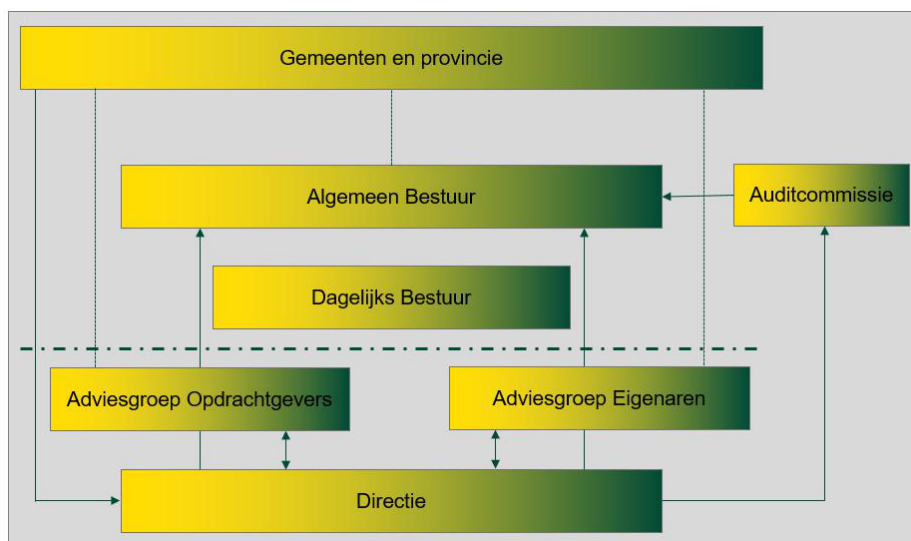 Gemeenten en provincie
Algemeen Bestuur
Auditcommissie
Dagelijks Bestuur
Adviesgroep Opdrachtgevers
Adviesgroep Eigenaren
Directie